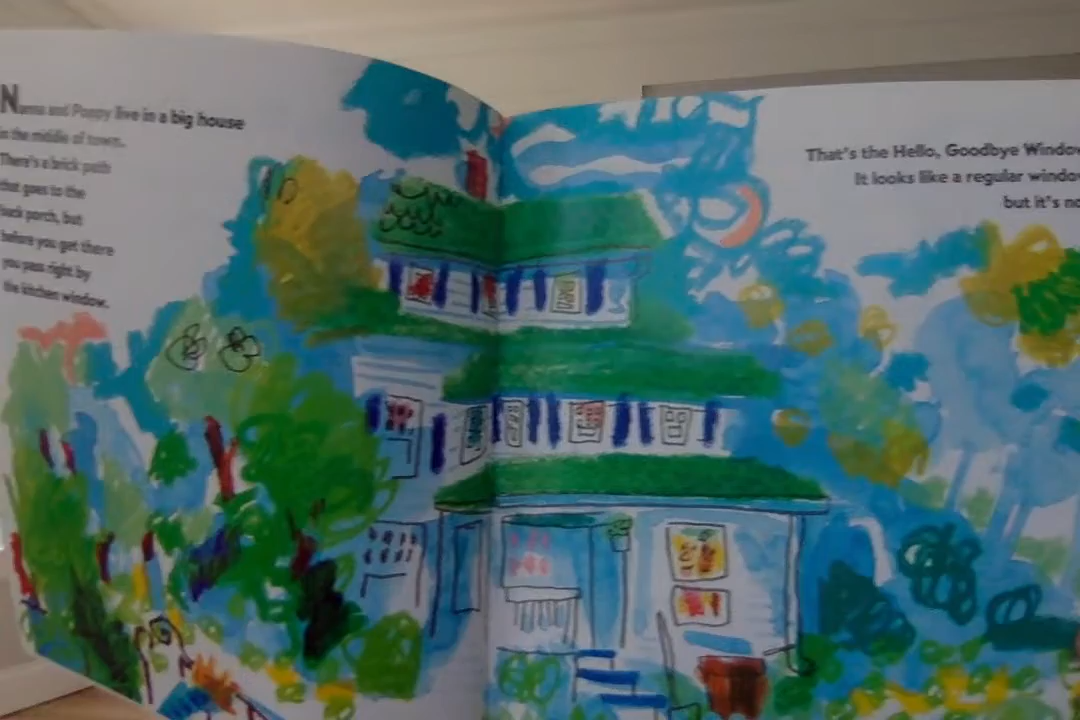 Nanna and Poppy live in a big house
in the middle of town.
There's a brick path
that goes to the
back porch, but
before you get there
you pass right by
the kitchen window.
That's the Hello, Goodbye Window
It looks like a regular window
but it's no